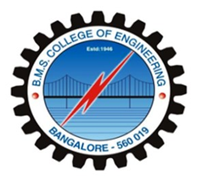 B.M.S. COLLEGE OF ENGINEERING
Estd:1946
BANGALORE - 560 019